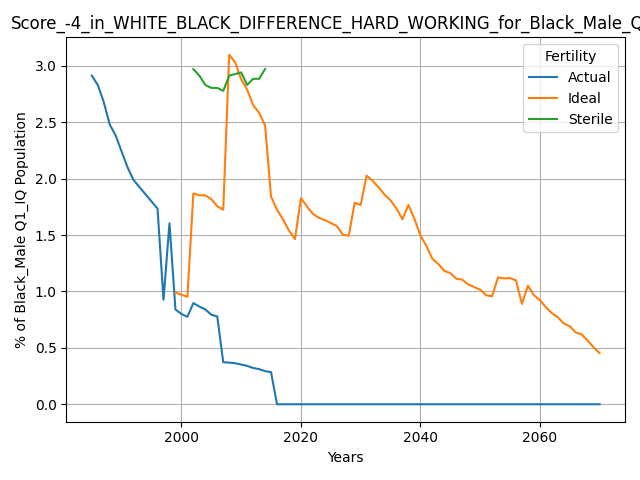 Score_-4_in_WHITE_BLACK_DIFFERENCE_HARD_WORKING_for_Black_Male_Q
Fertility
Actual
Ideal
Sterile
% of Black_Male Q1_IQ Population
3.0
2.5
2.0
1.5
1.0
0.5
0.0
2000 2020 2040 2060
Years